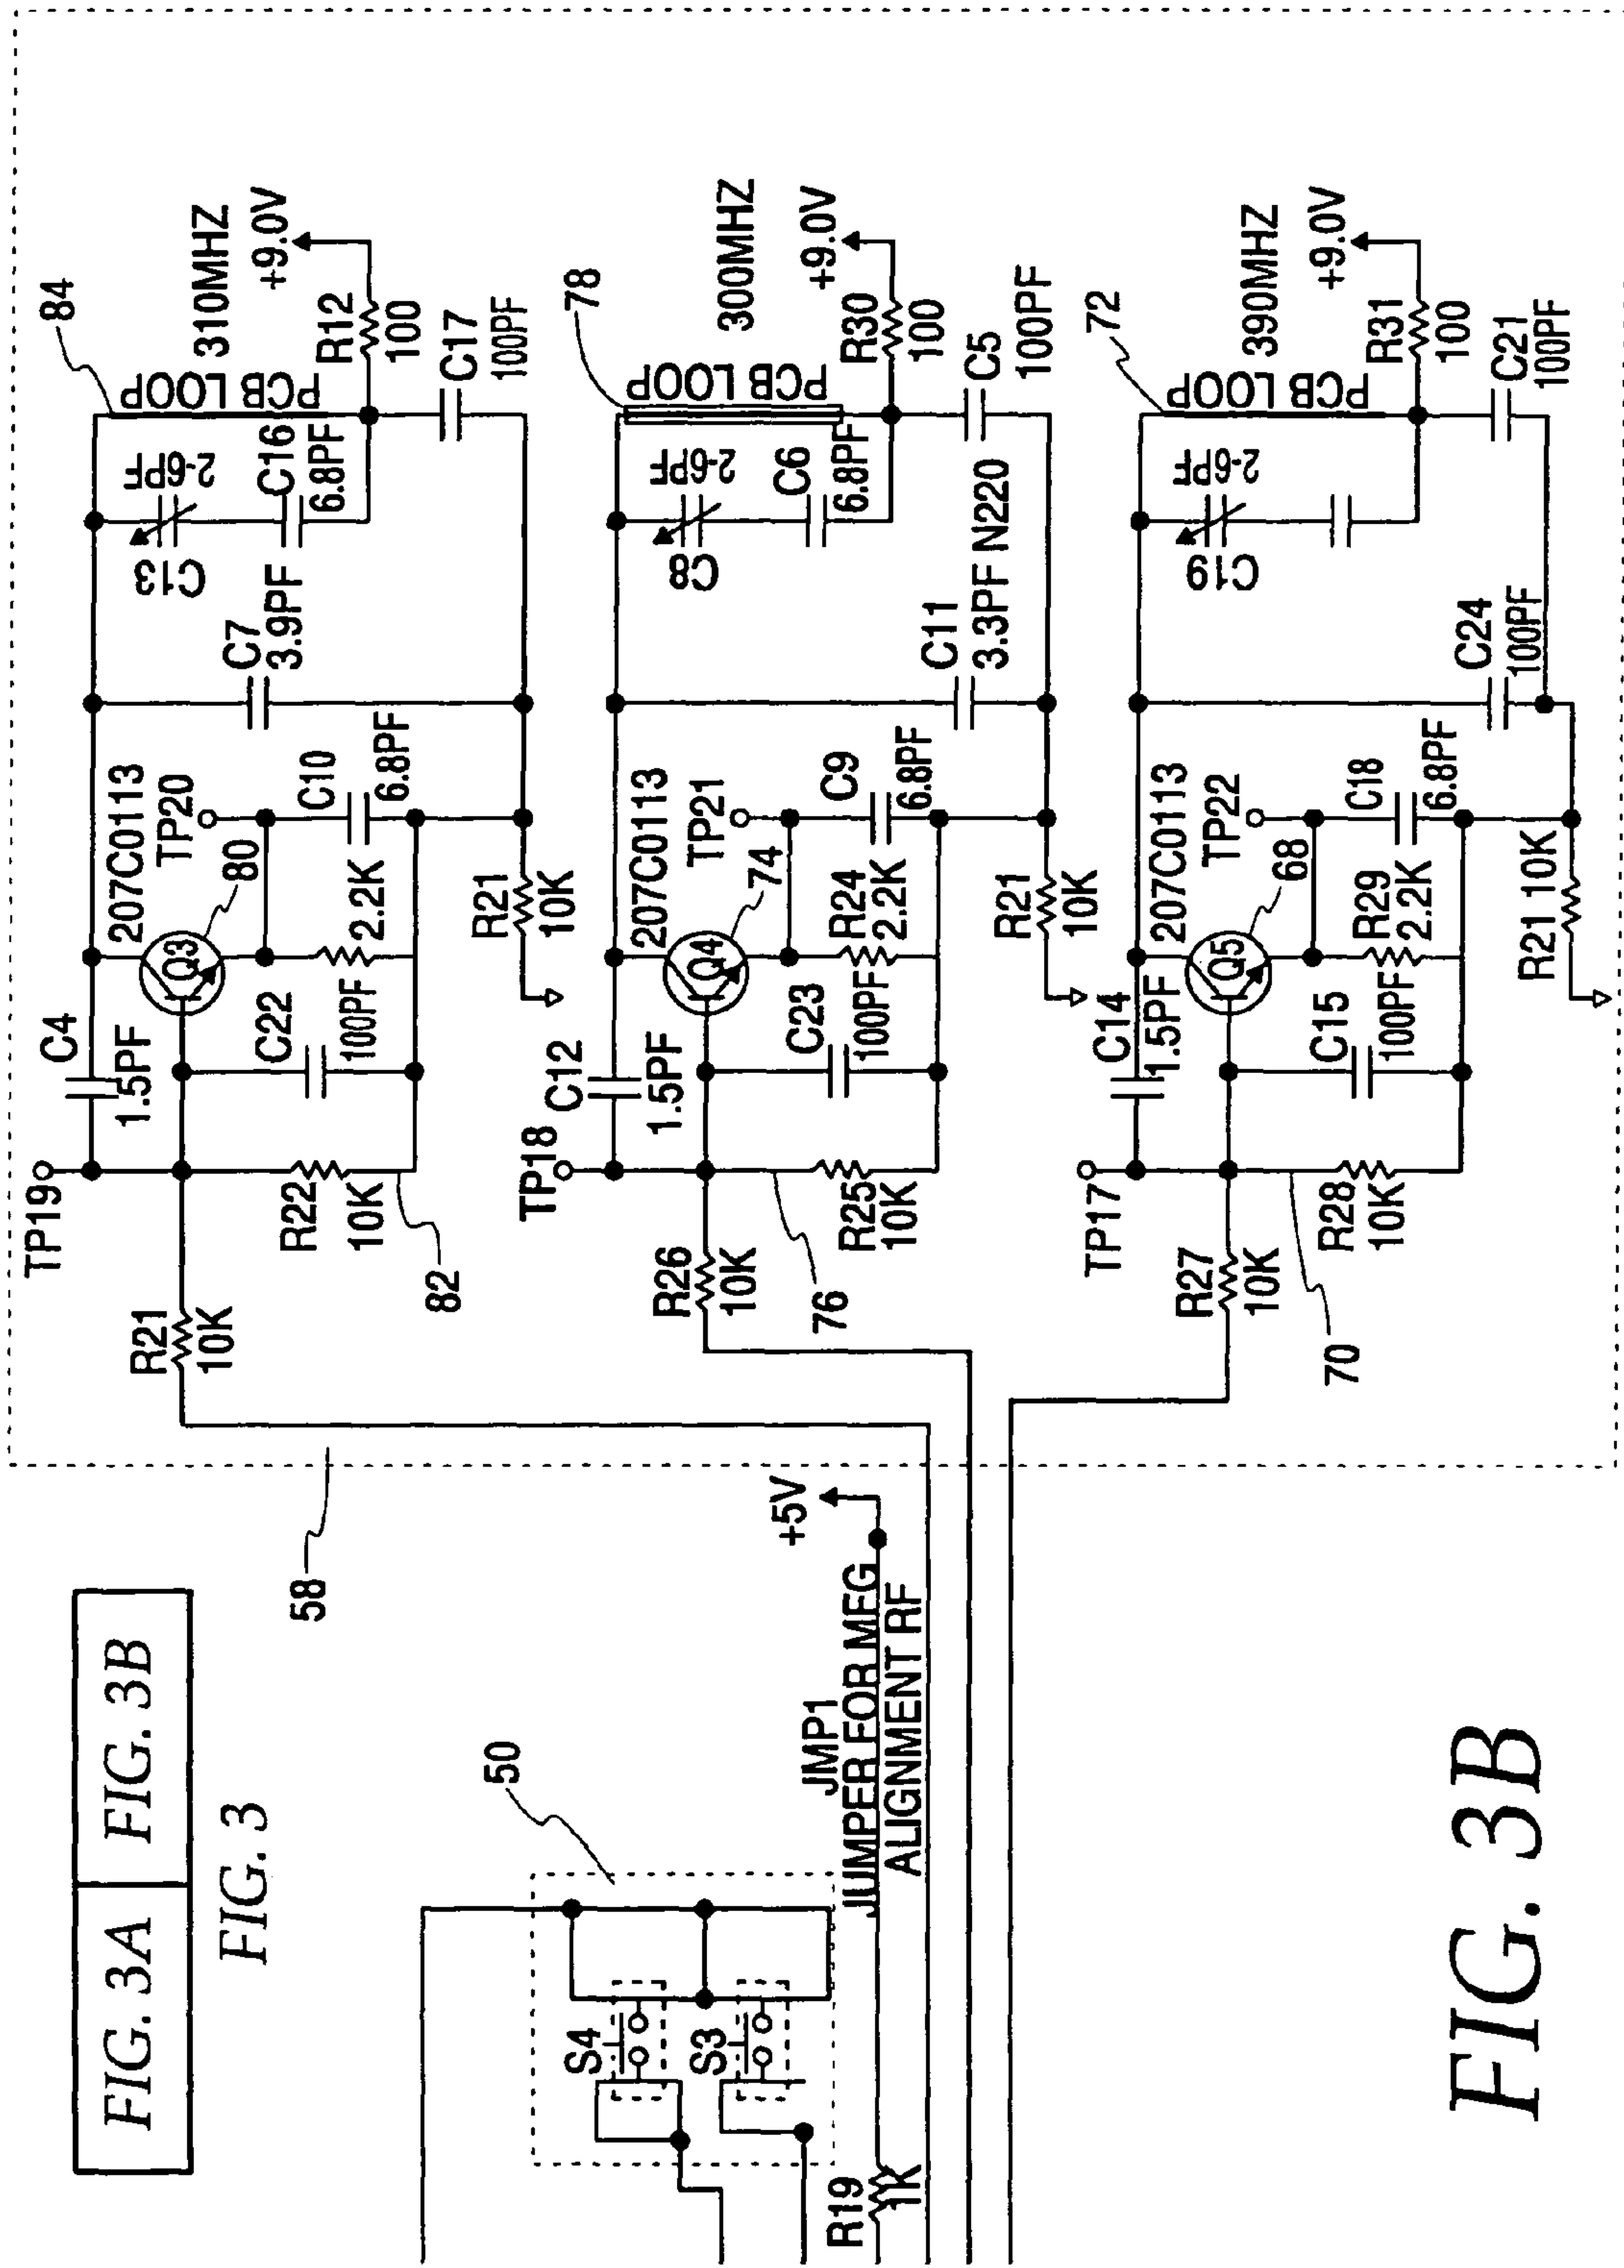 FIG. 3A
FIG. 3B
FIG. 3
58
50
S4
S3
R19
1K
JMP1
JUMPER FOR MFG
ALIGNMENT RF
+5V
TP19
C4
1.5PF
R21
10K
R22
10K
82
C22
100PF
Q3
207C0113
80
2.2K
TP20
C10
6.8PF
R21
10K
C7
3.9PF
C13
2-6PF
C16
6.8PF
PCB LOOP
84
310MHZ
+9.0V
R12
100
C17
100PF
TP18
C12
1.5PF
R26
10K
R25
10K
76
C23
100PF
Q4
207C0113
74
R24
2.2K
TP21
C9
6.8PF
R21
10K
C11
3.3PF N220
C8
2-6PF
C6
6.8PF
PCB LOOP
78
300MHZ
+9.0V
R30
100
C5
100PF
TP17
C14
1.5PF
R27
10K
R28
10K
70
C15
100PF
Q5
207C0113
68
R29
2.2K
TP22
C18
6.8PF
R21 10K
C24
100PF
C19
2-6PF
PCB LOOP
72
390MHZ
+9.0V
R31
100
C21
100PF
FIG. 3B